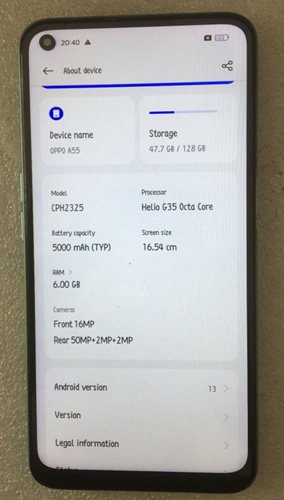 20:40
About device
Device name
OPPO A55
Storage
47.7 GB / 128 GB
Model
CPH2325
Processor
Helio G35 Octa Core
Battery capacity
5000 mAh (TYP)
Screen size
16.54 cm
RAM >
6.00 GB
Cameras
Front 16MP
Rear 50MP+2MP+2MP
Android version 13 >
Version >
Legal information >
Status